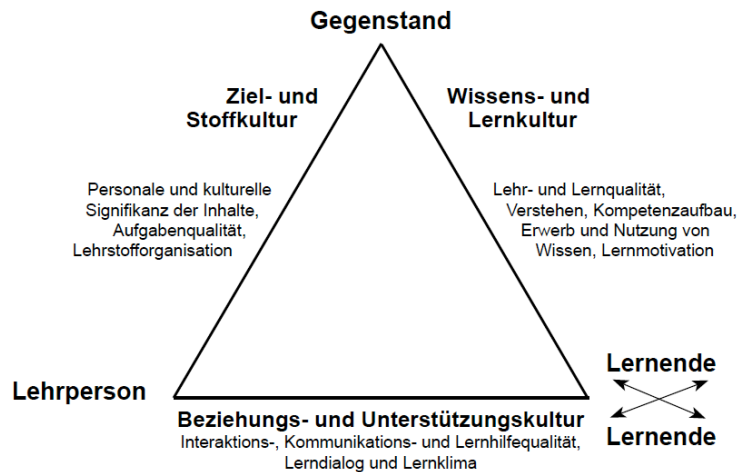 Gegenstand
Ziel- und
Stoffkultur
Wissens- und
Lernkultur
Personale und kulturelle
Signifikanz der Inhalte,
Aufgabenqualität,
Lehrstofforganisation
Lehr- und Lernqualität,
Verstehen, Kompetenzaufbau,
Erwerb und Nutzung von
Wissen, Lernmotivation
Lehrperson
Lernende
Lernende
Beziehungs- und Unterstützungskultur
Interaktions-, Kommunikations- und Lernhilfequalität,
Lerndialog und Lernklima